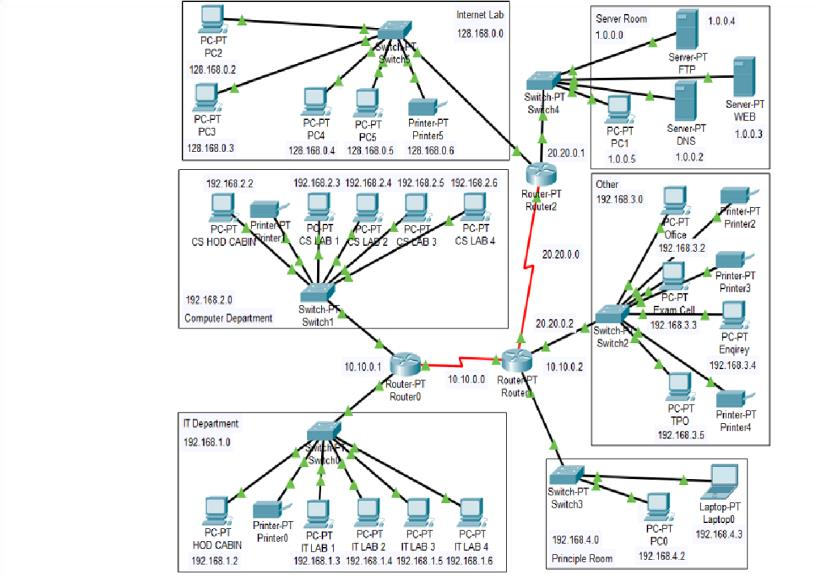 Internet Lab
128.168.0.0
PC-PT
PC2
128.168.0.2
Switch-PT
PC-PT
PC3
128.168.0.3
PC-PT
PC4
128.168.0.4
PC-PT
PC5
128.168.0.5
Printer-PT
Printer5
128.168.0.6
Server Room
1.0.0.0
1.0.0.4
Server-PT
FTP
Switch-PT
Switch4
PC-PT
PC1
1.0.0.5
Server-PT
DNS
1.0.0.2
Server-PT
WEB
1.0.0.3
20.20.0.1
Router-PT
Router2
192.168.2.2
192.168.2.3
192.168.2.4
192.168.2.5
192.168.2.6
PC-PT
CS HOD CABIN
Printer-PT
PC-PT
CS LAB 1
PC-PT
CS LAB 2
PC-PT
CS LAB 3
PC-PT
CS LAB 4
192.168.2.0
Computer Department
Switch-PT
Switch1
20.20.0.0
Other
192.168.3.0
PC-PT
Office
192.168.3.2
Printer-PT
Printer2
Printer-PT
Printer3
PC-PT
Exam Cell
192.168.3.3
Switch-PT
Switch2
PC-PT
Enqirey
192.168.3.4
PC-PT
TPO
192.168.3.5
Printer-PT
Printer4
20.20.0.2
10.10.0.2
10.10.0.1
Router-PT
Router0
10.10.0.0
Router-PT
IT Department
192.168.1.0
Switch-PT
Switch0
PC-PT
HOD CABIN
192.168.1.2
Printer-PT
Printer0
PC-PT
IT LAB 1
192.168.1.3
PC-PT
IT LAB 2
192.168.1.4
PC-PT
IT LAB 3
192.168.1.5
PC-PT
IT LAB 4
192.168.1.6
Switch-PT
Switch3
PC-PT
PC0
192.168.4.2
Laptop-PT
Laptop0
192.168.4.3
192.168.4.0
Principle Room